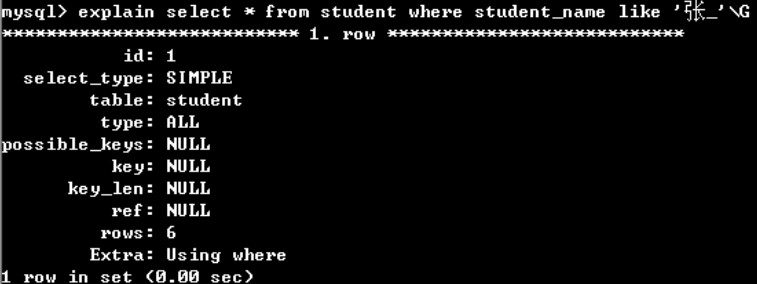 mysql> explain select * from student where student_name like '张_'\G
*************************** 1. row ***************************
id: 1
select_type: SIMPLE
table: student
type: ALL
possible_keys: NULL
key: NULL
key_len: NULL
ref: NULL
rows: 6
Extra: Using where
1 row in set (0.00 sec)